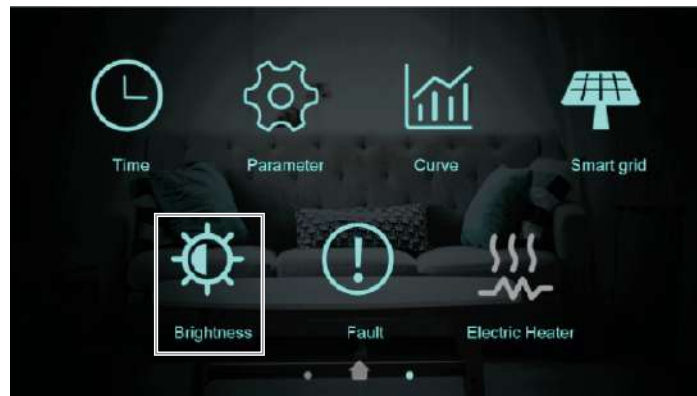 Time
Parameter
Curve
Smart grid
Brightness
Fault
Electric Heater